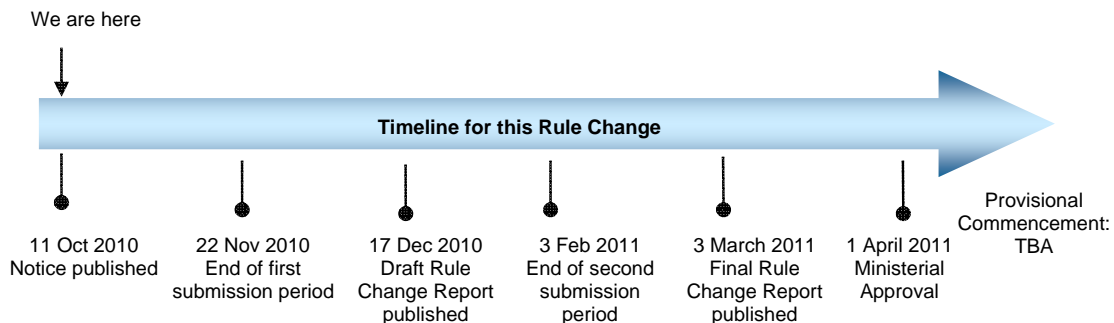 We are here
Timeline for this Rule Change
11 Oct 2010
Notice published
22 Nov 2010
End of first
submission period
17 Dec 2010
Draft Rule
Change Report
published
3 Feb 2011
End of second
submission
period
3 March 2011
Final Rule
Change Report
published
1 April 2011
Ministerial
Approval
Provisional
Commencement:
TBA